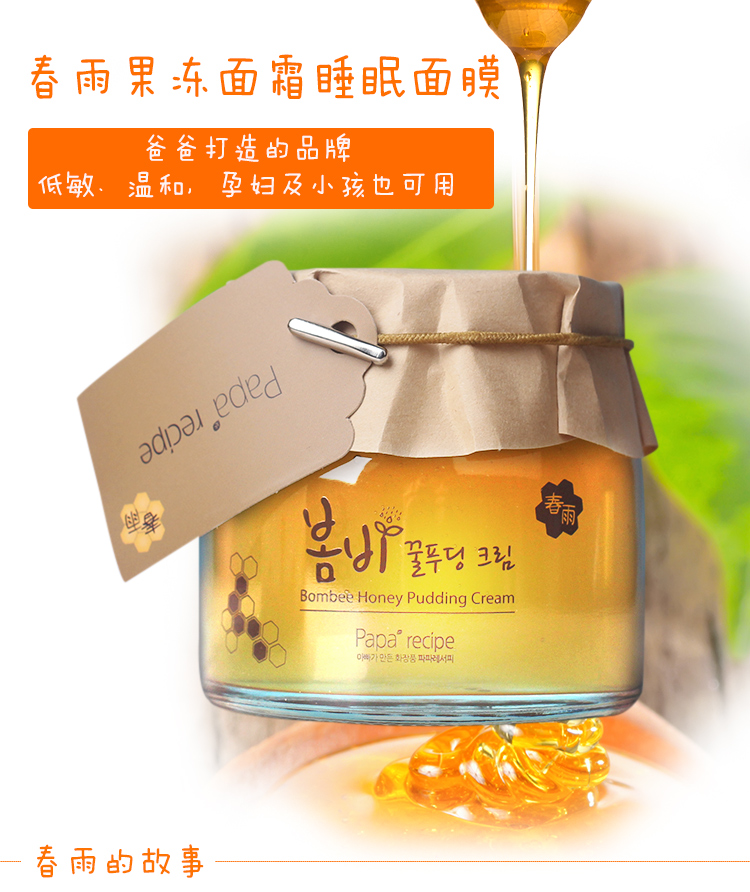 春雨果冻面霜睡眠面膜
爸爸打造的品牌
低敏、温和，孕妇及小孩也可用
Papa recipe
春雨
春雨
봄비 꿀푸딩 크림
Bombee Honey Pudding Cream
Papa recipe
아빠가 만든 화장품 파파레서피
春雨的故事